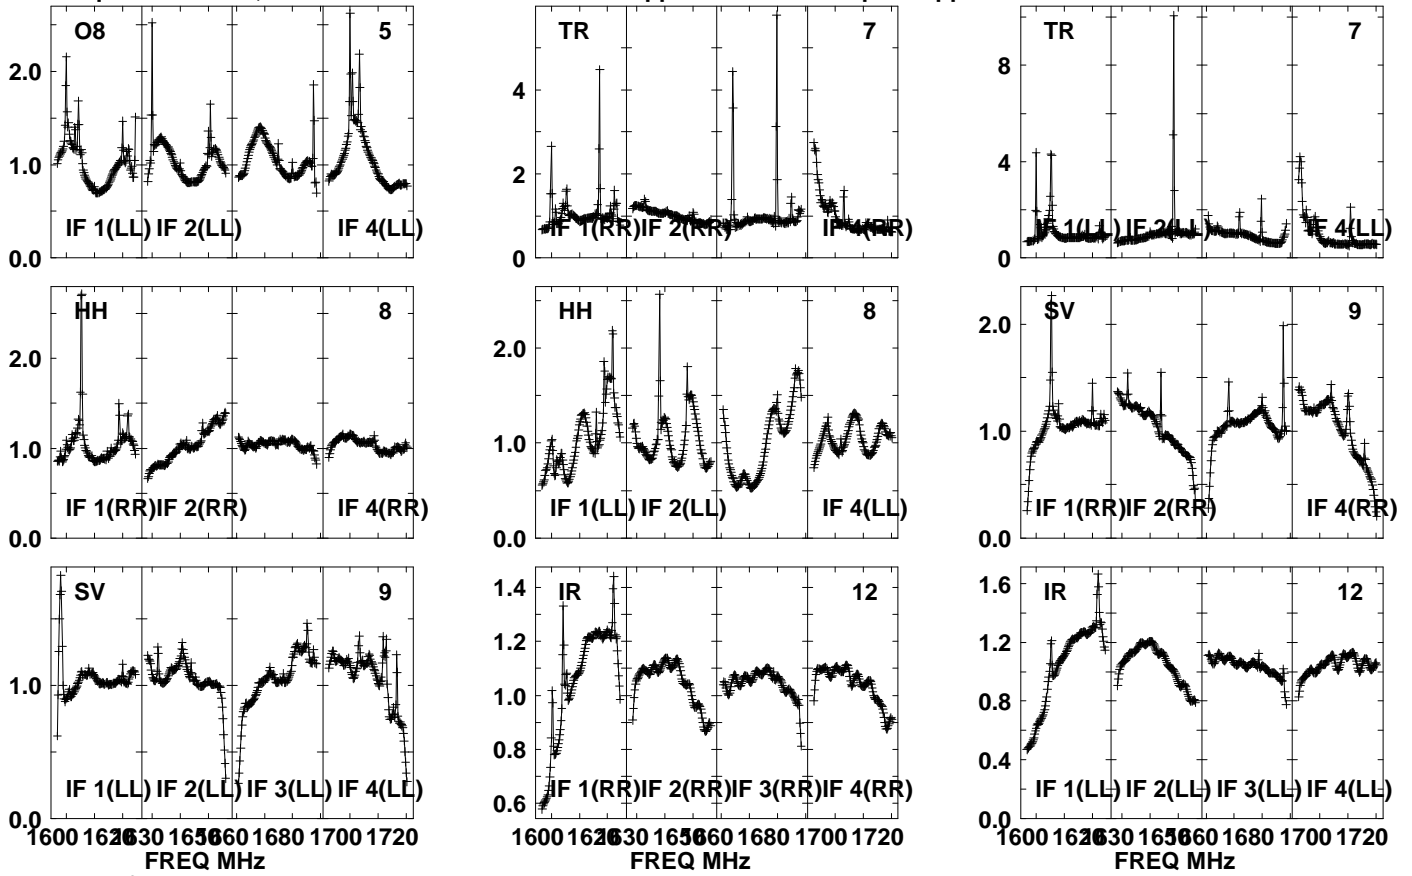 O8 5 TR 7 TR 7
2.0 4 8
1.0 2 4
0.0 0 0
IF 1(LL) IF 2(LL) IF 4(LL) IF 1(RR) IF 2(RR) IF 4(RR) IF 1(LL) IF 2(LL) IF 4(LL)
HH 8 HH 8 SV 9
2.0 2.0 2.0
1.0 1.0 1.0
0.0 0.0 0.0
IF 1(RR) IF 2(RR) IF 4(RR) IF 1(LL) IF 2(LL) IF 4(LL) IF 1(RR) IF 2(RR) IF 4(RR)
SV 9 IR 12 IR 12
1.0 1.4 1.6
1.2 1.2
1.0 0.8
0.8 0.4
0.0 0.6 0.0
IF 1(LL) IF 2(LL) IF 3(LL) IF 4(LL) IF 1(RR) IF 2(RR) IF 3(RR) IF 4(RR) IF 1(LL) IF 2(LL) IF 3(LL) IF 4(LL)
1600 1620 1630 1650 1660 1700 1720 1600 1620 1630 1650 1660 1680 1700 1720 1600 1620 1630 1650 1660 1680 1700 1720
FREQ MHz FREQ MHz FREQ MHz